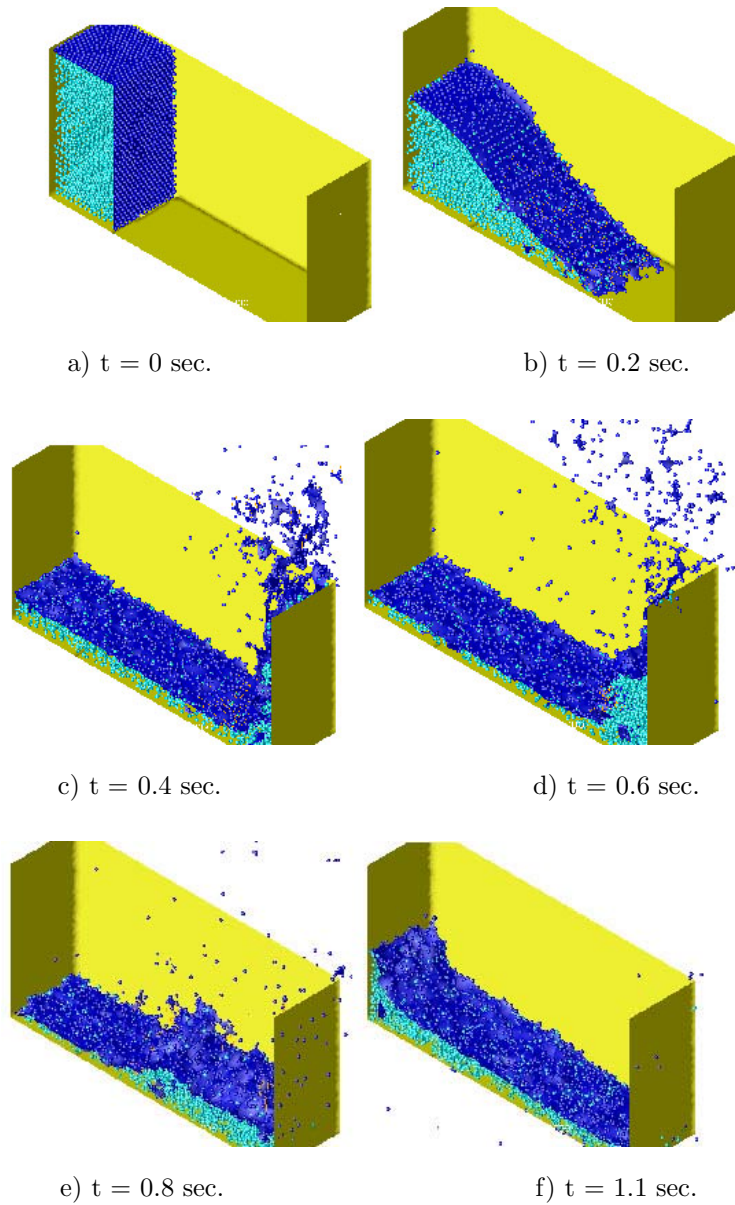 a) t = 0 sec.
b) t = 0.2 sec.
c) t = 0.4 sec.
d) t = 0.6 sec.
e) t = 0.8 sec.
f) t = 1.1 sec.